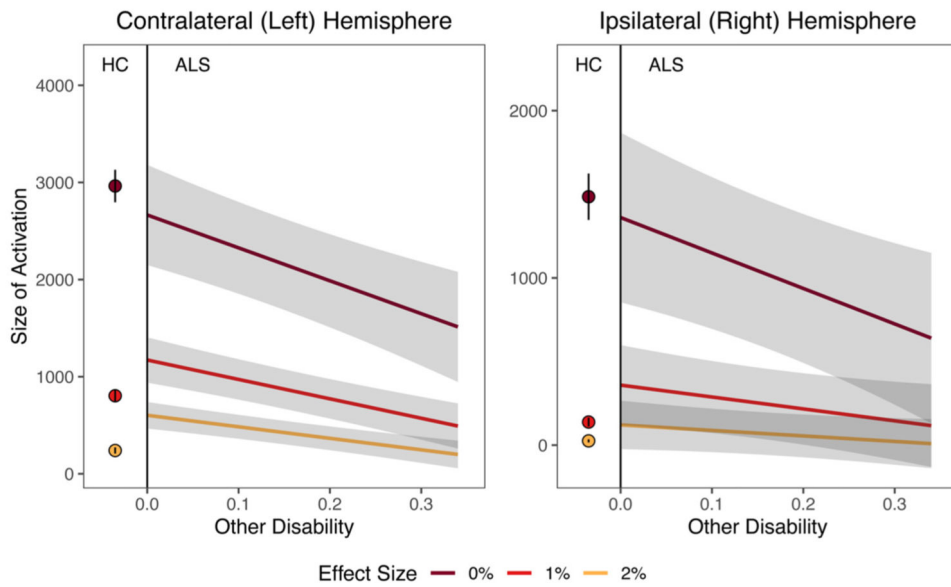 Contralateral (Left) Hemisphere
Ipsilateral (Right) Hemisphere
HC
ALS
HC
ALS
Size of Activation
4000
3000
2000
1000
0
2000
1000
0
0.0
0.1
0.2
0.3
0.0
0.1
0.2
0.3
Other Disability
Other Disability
Effect Size
0%
1%
2%